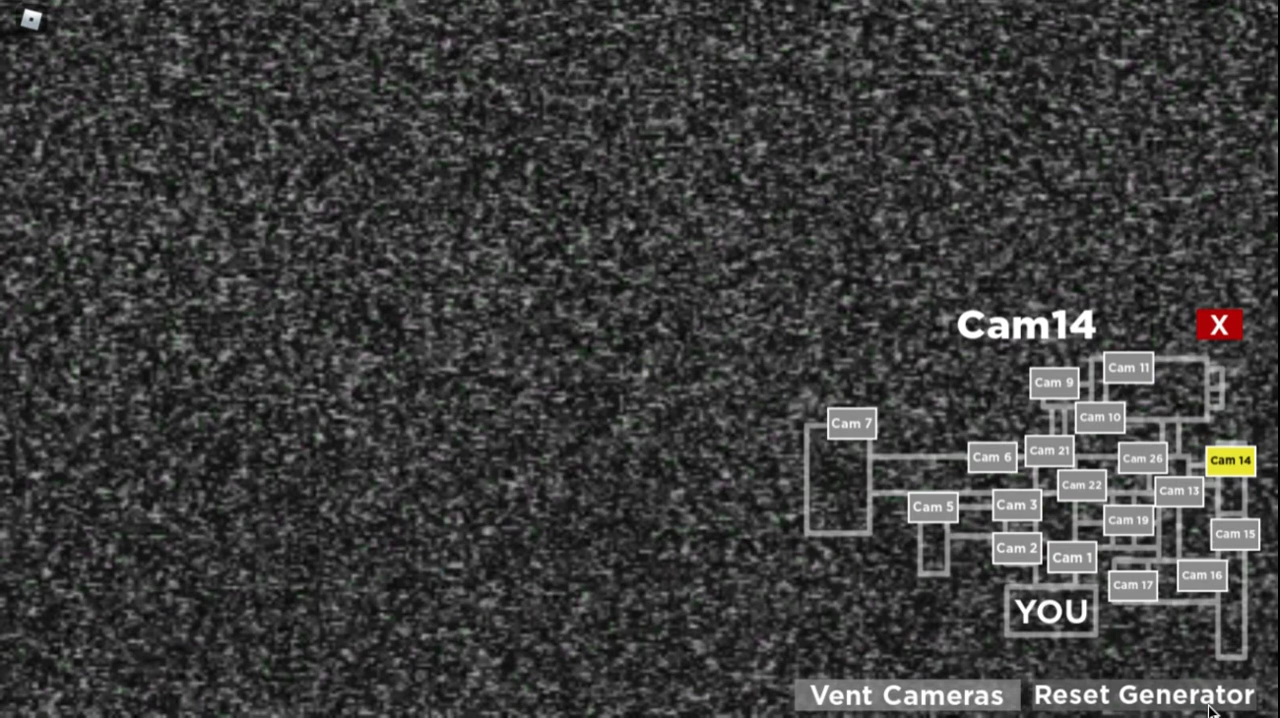 Cam14
X
Cam 11
Cam 9
Cam 10
Cam 7
Cam 21
Cam 6
Cam 26
Cam 14
Cam 22
Cam 13
Cam 5
Cam 3
Cam 19
Cam 15
Cam 2
Cam 1
Cam 16
Cam 17
YOU
Vent Cameras
Reset Generator